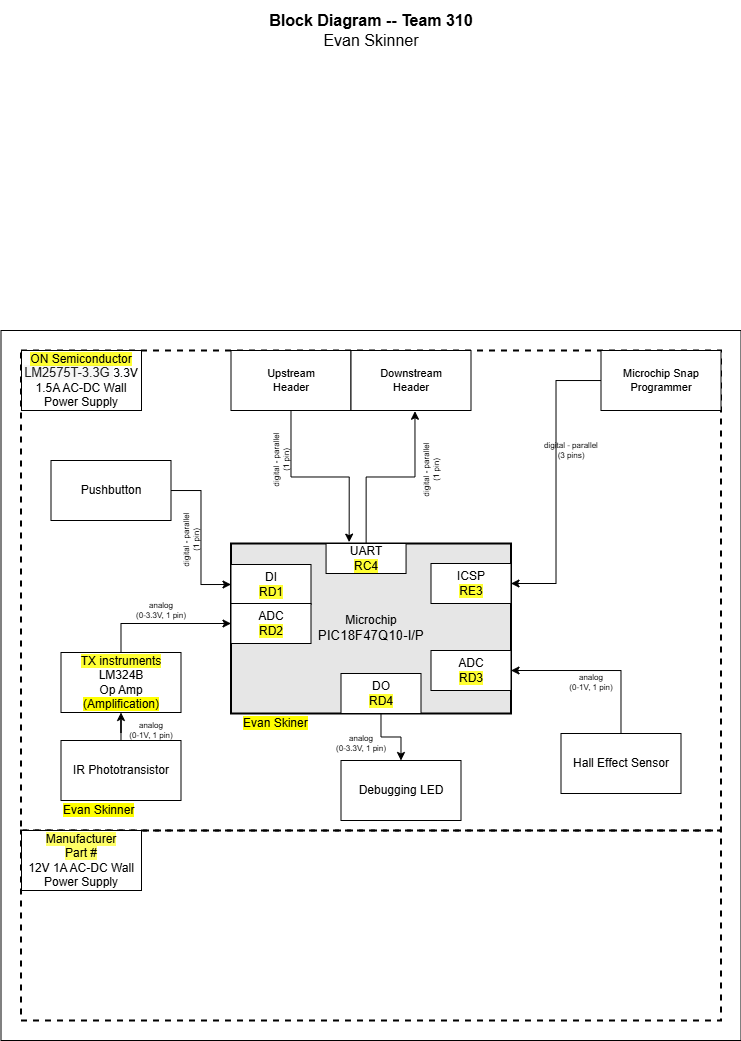 Block Diagram -- Team 310
Evan Skinner
ON Semiconductor
LM2575T-3.3G 3.3V
1.5A AC-DC Wall
Power Supply
Upstream
Header
Downstream
Header
Microchip Snap
Programmer
digital - parallel
(1 pin)
digital - parallel
(1 pin)
digital - parallel
(3 pins)
Pushbutton
digital - parallel
(1 pin)
UART
RC4
DI
RD1
ICSP
RE3
analog
(0-3.3V, 1 pin)
ADC
RD2
Microchip
PIC18F47Q10-I/P
TX instruments
LM324B
Op Amp
(Amplification)
ADC
RD3
analog
(0-1V, 1 pin)
DO
RD4
Evan Skiner
analog
(0-1V, 1 pin)
analog
(0-3.3V, 1 pin)
IR Phototransistor
Hall Effect Sensor
Debugging LED
Evan Skinner
Manufacturer
Part #
12V 1A AC-DC Wall
Power Supply